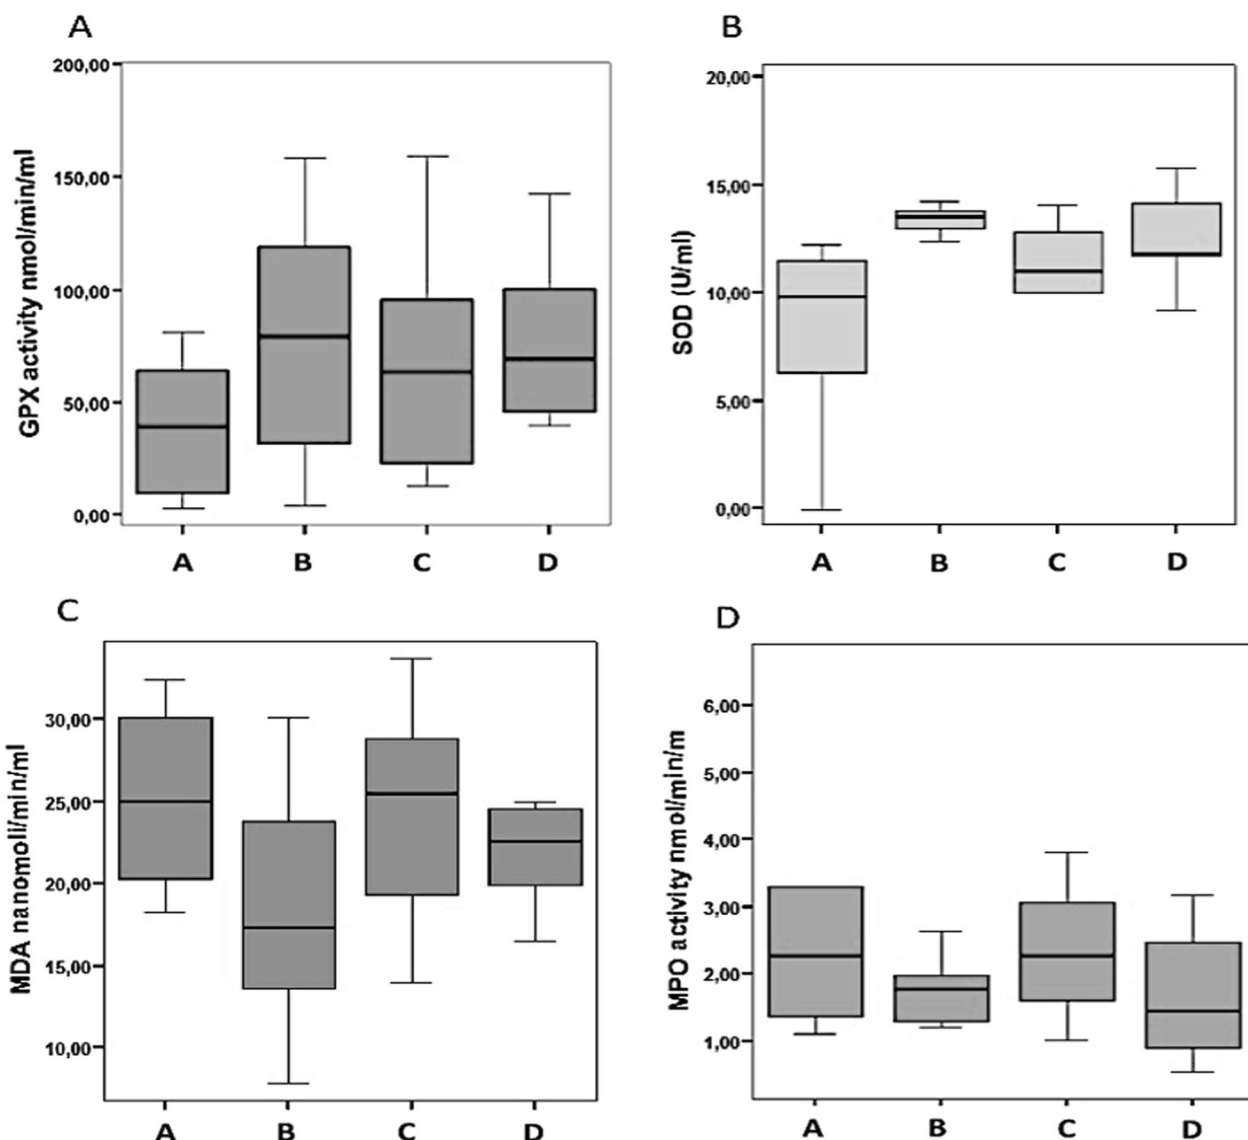 A
200,00
150,00
100,00
50,00
0,00
GPX activity nmol/min/ml
A B C D
B
20,00
15,00
10,00
5,00
0,00
SOD (U/ml)
A B C D
C
30,00
25,00
20,00
15,00
10,00
MDA nanomoli/min/ml
A B C D
D
6,00
5,00
4,00
3,00
2,00
1,00
MPO activity nmol/min/m
A B C D